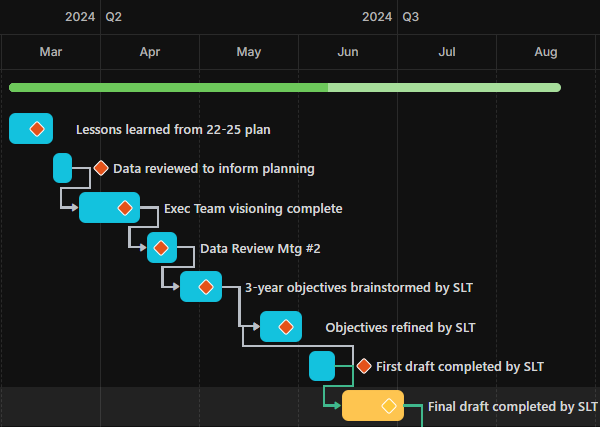 2024 Q2 2024 Q3
Mar Apr May Jun Jul Aug
Lessons learned from 22-25 plan
Data reviewed to inform planning
Exec Team visioning complete
Data Review Mtg #2
3-year objectives brainstormed by SLT
Objectives refined by SLT
First draft completed by SLT
Final draft completed by SLT